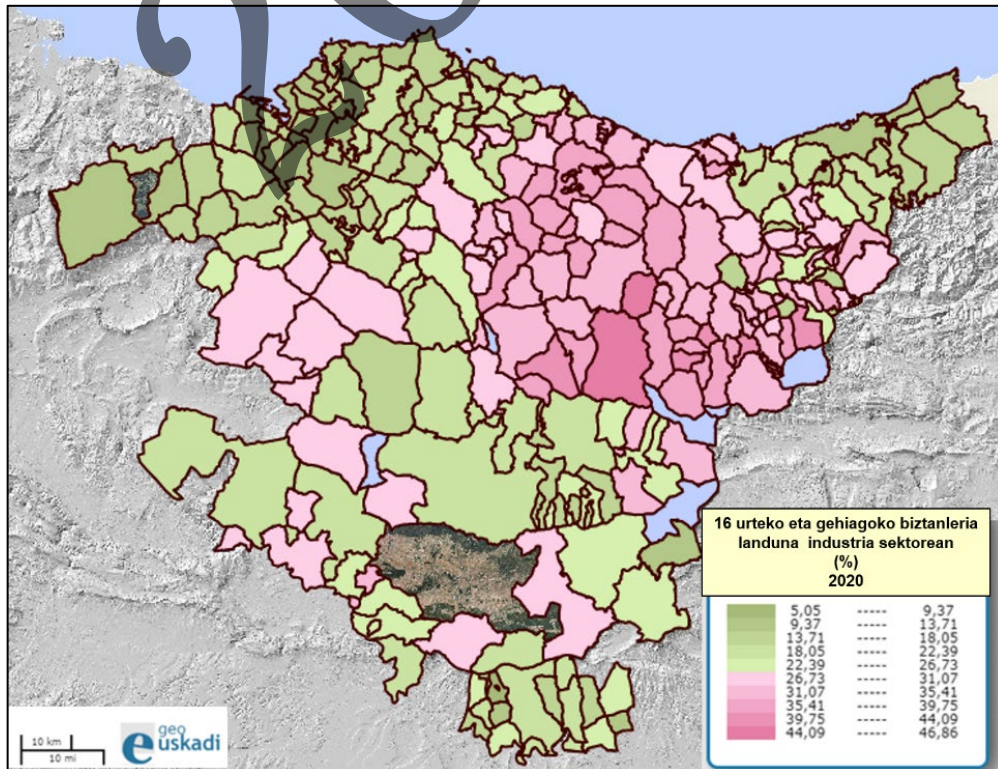 16 urteko eta gehiagoko biztanleria
landuna industria sektorean
(%)
2020
5,05 ----- 9,37
9,37 ----- 13,71
13,71 ----- 18,05
18,05 ----- 22,39
22,39 ----- 26,73
26,73 ----- 31,07
31,07 ----- 35,41
35,41 ----- 39,75
39,75 ----- 44,09
44,09 ----- 46,86
10 km
10 mi
geo
euskadi